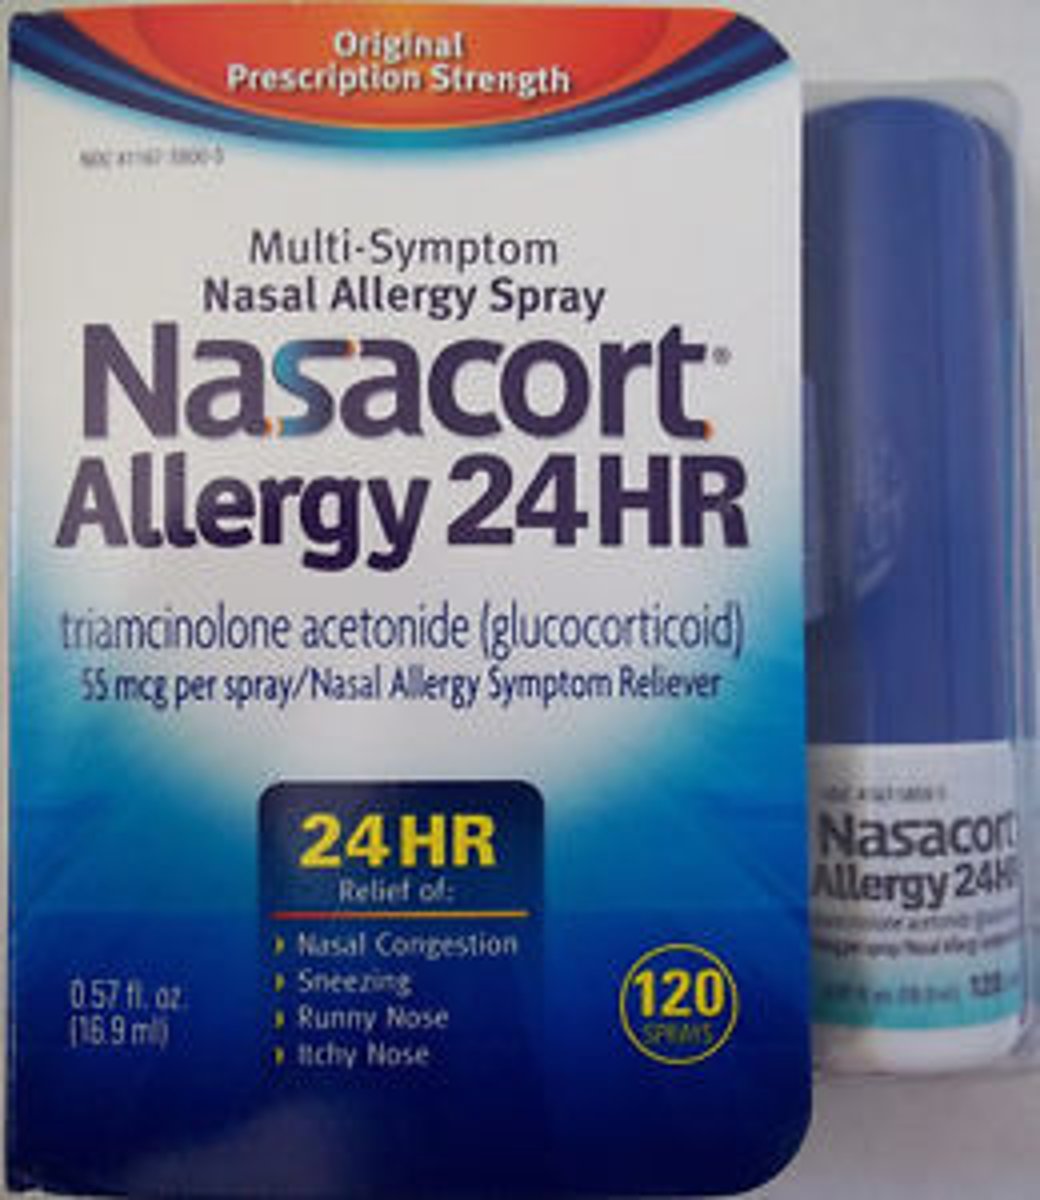 Original
Prescription Strength
Multi-Symptom
Nasal Allergy Spray
Nasacort®
Allergy 24HR
triamcinolone acetonide (glucocorticoid)
55 mcg per spray/Nasal Allergy Symptom Reliever
24HR
Relief of:
Nasal Congestion
Sneezing
Runny Nose
Itchy Nose
0.57 fl. oz.
(16.9 ml)
120
SPRAYS
Nasacort
Allergy 24H
120